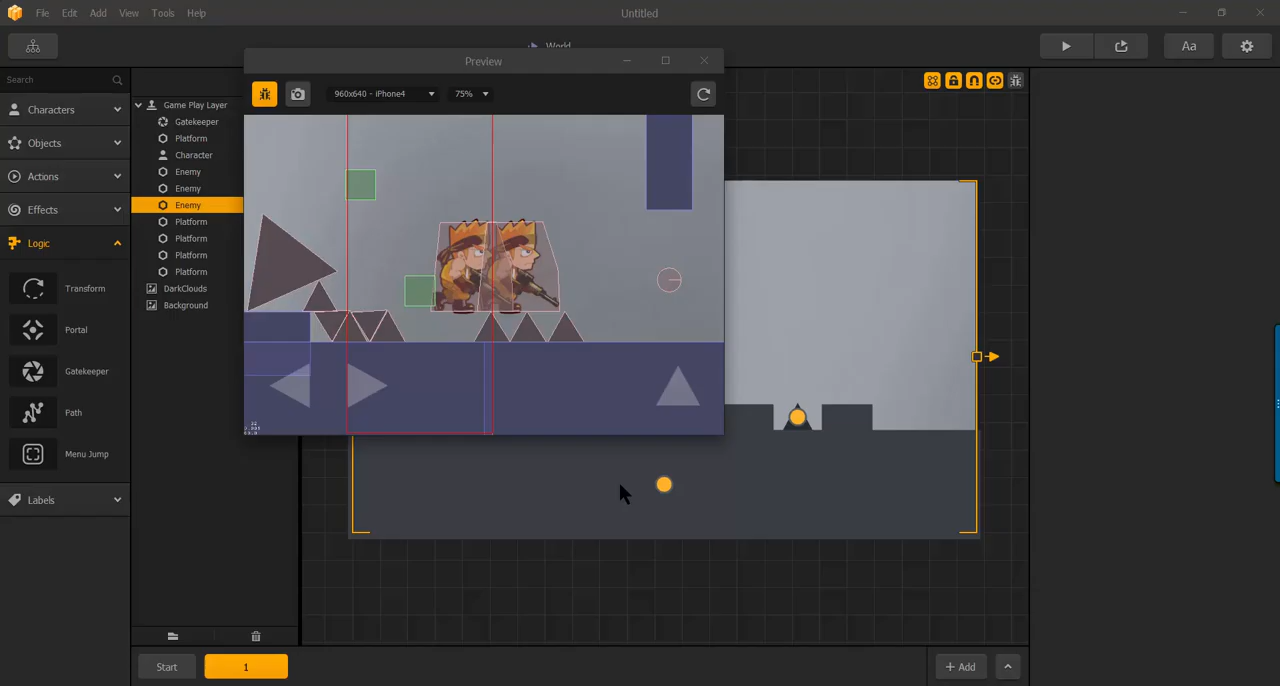 File Edit Add View Tools Help
Untitled
World
Aa
Search
Characters
Objects
Actions
Effects
Logic
Transform
Portal
Gatekeeper
Path
Menu Jump
Labels
Game Play Layer
Gatekeeper
Platform
Character
Enemy
Enemy
Enemy
Platform
Platform
Platform
Platform
DarkClouds
Background
Preview
960x640 - iPhone4
75%
Start
1
+ Add